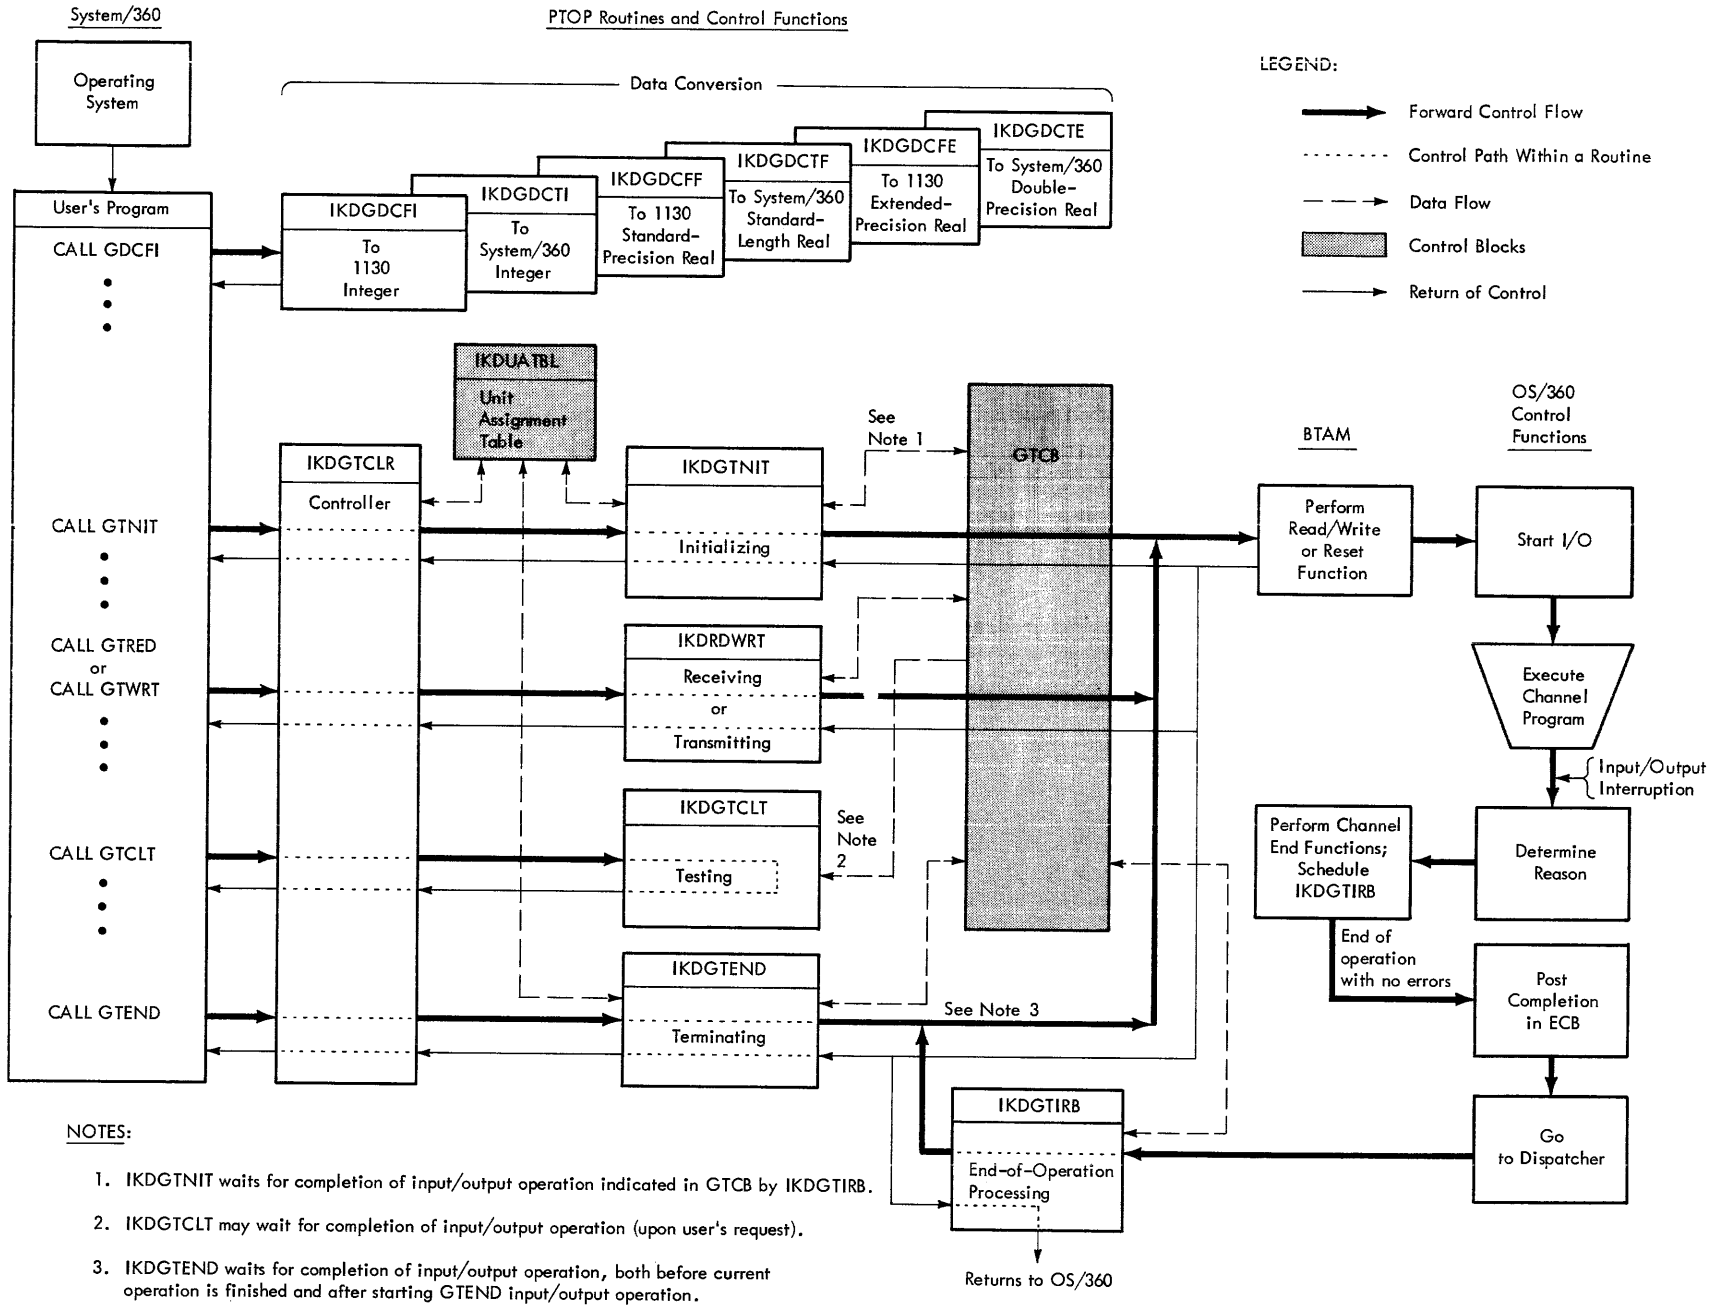 System/360
PTOP Routines and Control Functions
Operating
System
Data Conversion
LEGEND:
Forward Control Flow
Control Path Within a Routine
Data Flow
Control Blocks
Return of Control
User's Program
CALL GDCFI
IKDGDCFI
To
1130
Integer
IKDGDCTI
To
System/360
Integer
IKDGDCFF
To 1130
Standard-
Precision Real
IKDGDCTF
To System/360
Standard-
Length Real
IKDGDCFE
To 1130
Extended-
Precision Real
IKDGDCTE
To System/360
Double-
Precision Real
IKDUATBL
Unit
Assignment
Table
See
Note 1
GTCB
BTAM
OS/360
Control
Functions
IKDGTCLR
Controller
IKDGTNIT
Initializing
CALL GTNIT
Perform
Read/Write
or Reset
Function
Start I/O
CALL GTRED
or
CALL GTWRT
IKDRDWRT
Receiving
or
Transmitting
Execute
Channel
Program
Input/Output
Interruption
CALL GTCLT
IKDGTCLT
Testing
See
Note
2
Perform Channel
End Functions;
Schedule
IKDGTIRB
Determine
Reason
End of
operation
with no errors
Post
Completion
in ECB
CALL GTEND
IKDGTEND
Terminating
See Note 3
IKDGTIRB
End-of-Operation
Processing
Go
to Dispatcher
Returns to OS/360
NOTES:
1. IKDGTNIT waits for completion of input/output operation indicated in GTCB by IKDGTIRB.
2. IKDGTCLT may wait for completion of input/output operation (upon user's request).
3. IKDGTEND waits for completion of input/output operation, both before current
operation is finished and after starting GTEND input/output operation.